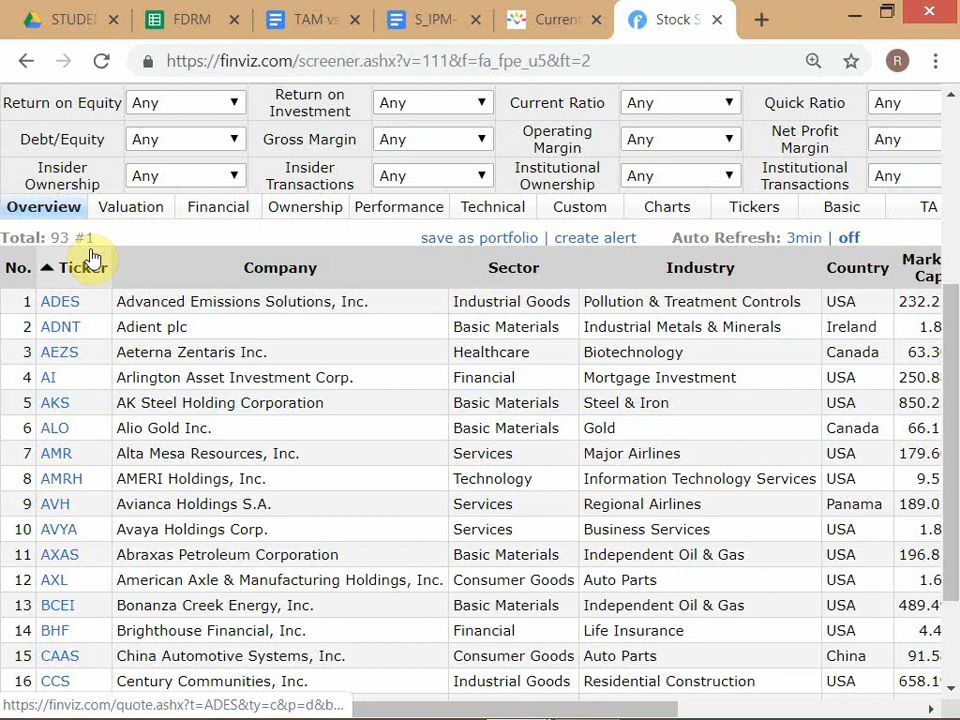 STUDE
FDRM
TAM vs
S_IPM-
Current
Stock S
https://finviz.com/screener.ashx?v=111&f=fa_fpe_u5&ft=2
R
Return on Equity Any Return on Investment Any Current Ratio Any Quick Ratio Any
Debt/Equity Any Gross Margin Any Operating Margin Any Net Profit Margin Any
Insider Ownership Any Insider Transactions Any Institutional Ownership Any Institutional Transactions Any
Overview Valuation Financial Ownership Performance Technical Custom Charts Tickers Basic TA
Total: 93 #1 save as portfolio | create alert Auto Refresh: 3min | off
No. Ticker Company Sector Industry Country Mark Cap
1 ADES Advanced Emissions Solutions, Inc. Industrial Goods Pollution & Treatment Controls USA 232.2
2 ADNT Adient plc Basic Materials Industrial Metals & Minerals Ireland 1.8
3 AEZS Aeterna Zentaris Inc. Healthcare Biotechnology Canada 63.3
4 AI Arlington Asset Investment Corp. Financial Mortgage Investment USA 250.8
5 AKS AK Steel Holding Corporation Basic Materials Steel & Iron USA 850.2
6 ALO Alio Gold Inc. Basic Materials Gold Canada 66.1
7 AMR Alta Mesa Resources, Inc. Services Major Airlines USA 179.6
8 AMRH AMERI Holdings, Inc. Technology Information Technology Services USA 9.5
9 AVH Avianca Holdings S.A. Services Regional Airlines Panama 189.0
10 AVYA Avaya Holdings Corp. Services Business Services USA 1.8
11 AXAS Abraxas Petroleum Corporation Basic Materials Independent Oil & Gas USA 196.8
12 AXL American Axle & Manufacturing Holdings, Inc. Consumer Goods Auto Parts USA 1.6
13 BCEI Bonanza Creek Energy, Inc. Basic Materials Independent Oil & Gas USA 489.4
14 BHF Brighthouse Financial, Inc. Financial Life Insurance USA 4.4
15 CAAS China Automotive Systems, Inc. Consumer Goods Auto Parts China 91.5
16 CCS Century Communities, Inc. Industrial Goods Residential Construction USA 658.1
https://finviz.com/quote.ashx?t=ADES&ty=c&p=d&b...